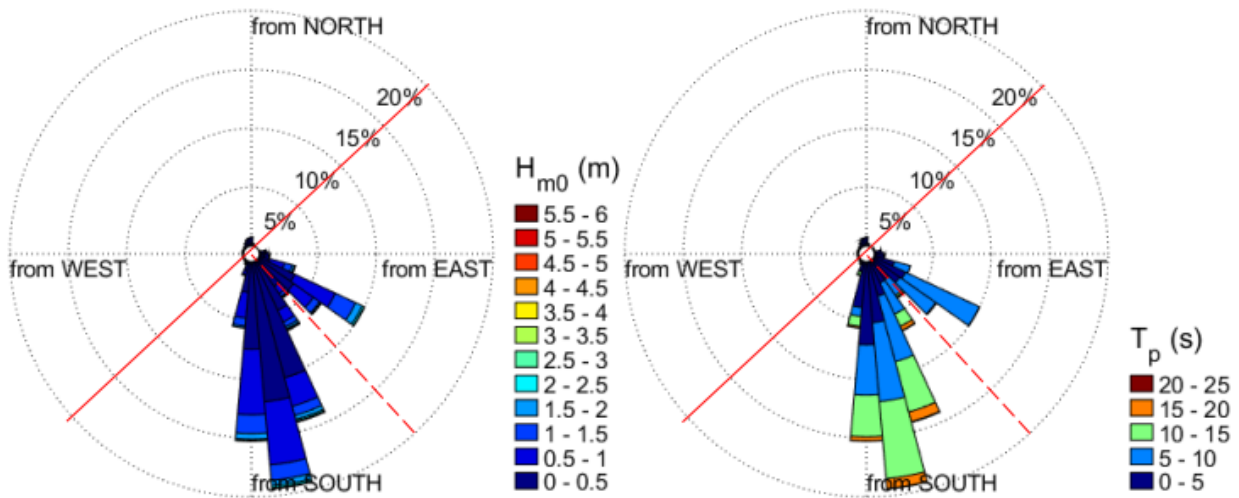 from NORTH
20%
15%
10%
5%
from WEST
from EAST
from SOUTH
H_m0 (m)
5.5 - 6
5 - 5.5
4.5 - 5
4 - 4.5
3.5 - 4
3 - 3.5
2.5 - 3
2 - 2.5
1.5 - 2
1 - 1.5
0.5 - 1
0 - 0.5
from NORTH
20%
15%
10%
5%
from WEST
from EAST
from SOUTH
T_p (s)
20 - 25
15 - 20
10 - 15
5 - 10
0 - 5